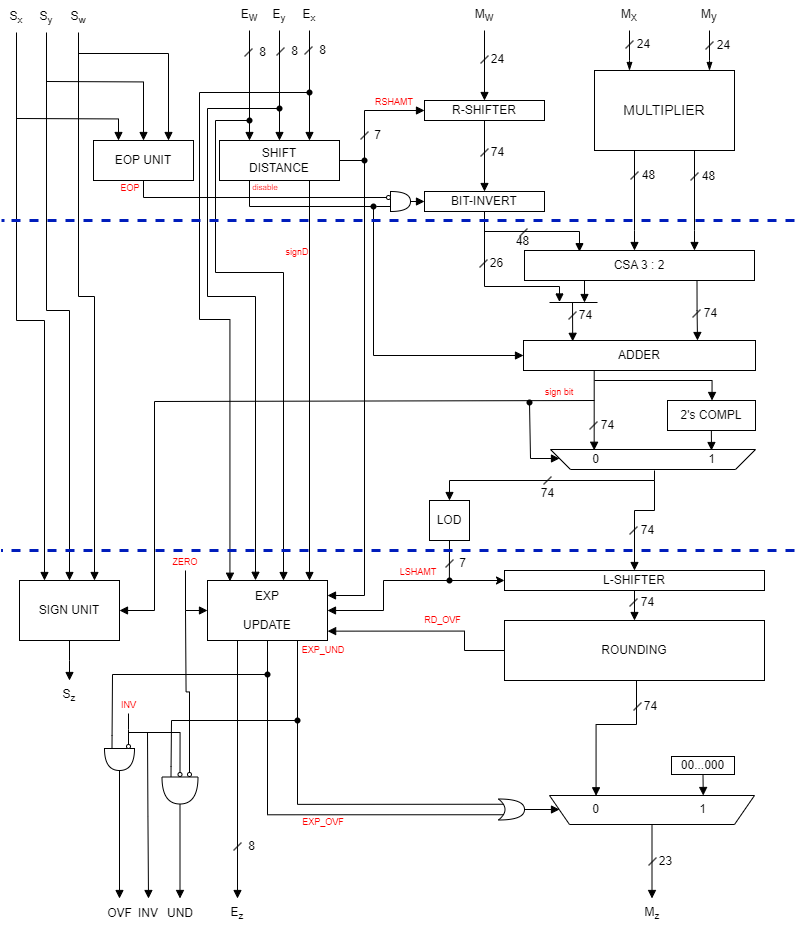 Sx Sy Sw EW Ey Ex MW MX My
8 8 8 24 24 24
RSHAMT
R-SHIFTER
MULTIPLIER
7
EOP UNIT
SHIFT
DISTANCE
74
48 48
EOP
disable
BIT-INVERT
48
signD
26
CSA 3 : 2
74 74
ADDER
sign bit
2's COMPL
74
0 1
74
LOD
74
ZERO
7
LSHAMT
L-SHIFTER
SIGN UNIT
EXP
UPDATE
74
RD_OVF
EXP_UND
ROUNDING
Sz
INV
74
00...000
0 1
EXP_OVF
8
23
OVF INV UND Ez Mz